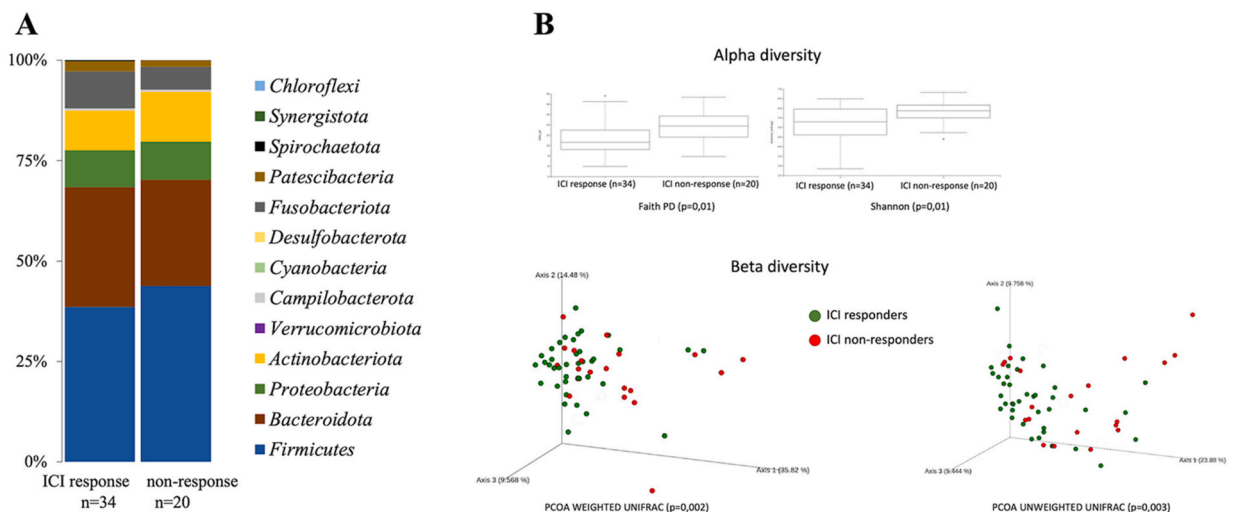 A
100%
75%
50%
25%
0%
ICI response
n=34
non-response
n=20
Chloroflexi
Synergistota
Spirochaetota
Patescibacteria
Fusobacteriota
Desulfobacterota
Cyanobacteria
Campilobacterota
Verrucomicrobiota
Actinobacteriota
Proteobacteria
Bacteroidota
Firmicutes
B
Alpha diversity
ICI response (n=34)
ICI non-response (n=20)
Faith PD (p=0,01)
ICI response (n=34)
ICI non-response (n=20)
Shannon (p=0,01)
Beta diversity
Axis 2 (14.48 %)
Axis 1 (35.82 %)
Axis 3 (9.568 %)
PCOA WEIGHTED UNIFRAC (p=0,002)
ICI responders
ICI non-responders
Axis 2 (9.758 %)
Axis 1 (23.88 %)
Axis 3 (9.444 %)
PCOA UNWEIGHTED UNIFRAC (p=0,003)